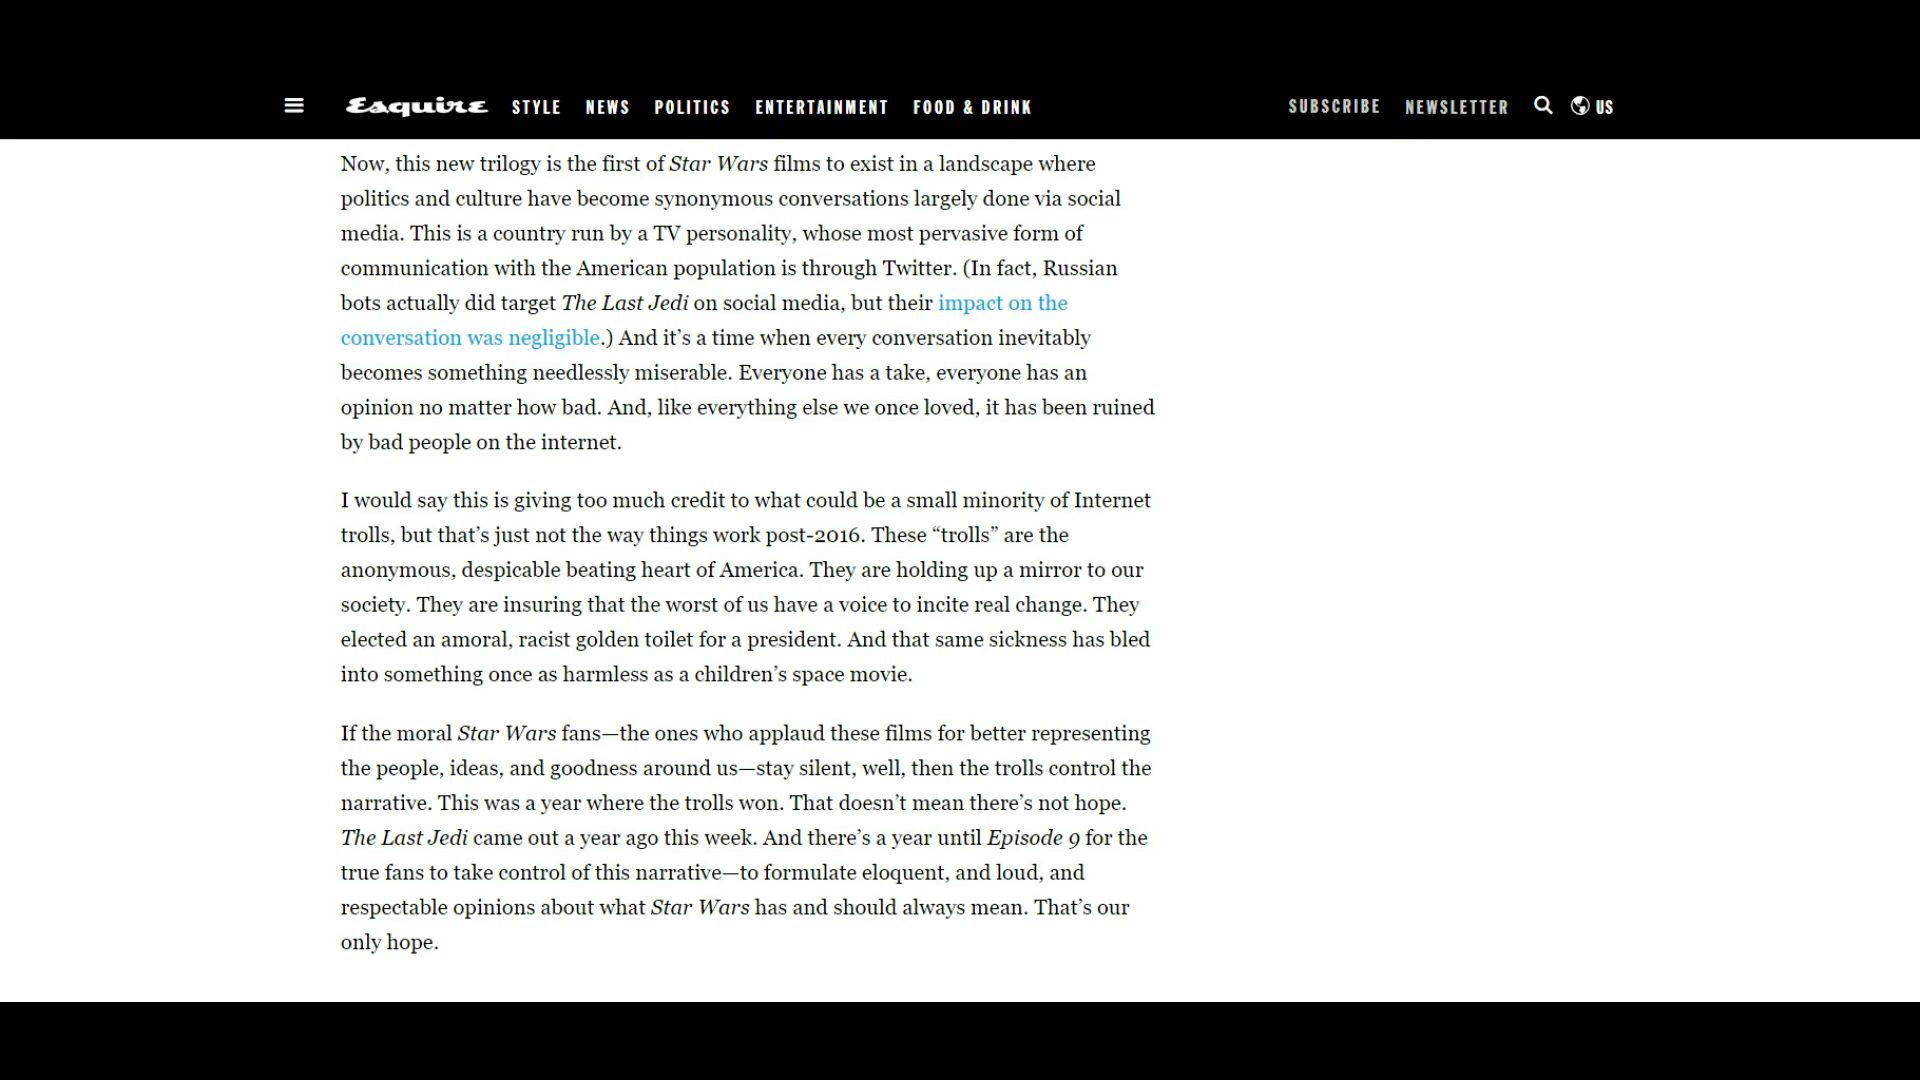 Esquire STYLE NEWS POLITICS ENTERTAINMENT FOOD & DRINK SUBSCRIBE NEWSLETTER US
Now, this new trilogy is the first of Star Wars films to exist in a landscape where
politics and culture have become synonymous conversations largely done via social
media. This is a country run by a TV personality, whose most pervasive form of
communication with the American population is through Twitter. (In fact, Russian
bots actually did target The Last Jedi on social media, but their impact on the
conversation was negligible.) And it’s a time when every conversation inevitably
becomes something needlessly miserable. Everyone has a take, everyone has an
opinion no matter how bad. And, like everything else we once loved, it has been ruined
by bad people on the internet.
I would say this is giving too much credit to what could be a small minority of Internet
trolls, but that’s just not the way things work post-2016. These “trolls” are the
anonymous, despicable beating heart of America. They are holding up a mirror to our
society. They are insuring that the worst of us have a voice to incite real change. They
elected an amoral, racist golden toilet for a president. And that same sickness has bled
into something once as harmless as a children’s space movie.
If the moral Star Wars fans—the ones who applaud these films for better representing
the people, ideas, and goodness around us—stay silent, well, then the trolls control the
narrative. This was a year where the trolls won. That doesn’t mean there’s not hope.
The Last Jedi came out a year ago this week. And there’s a year until Episode 9 for the
true fans to take control of this narrative—to formulate eloquent, and loud, and
respectable opinions about what Star Wars has and should always mean. That’s our
only hope.